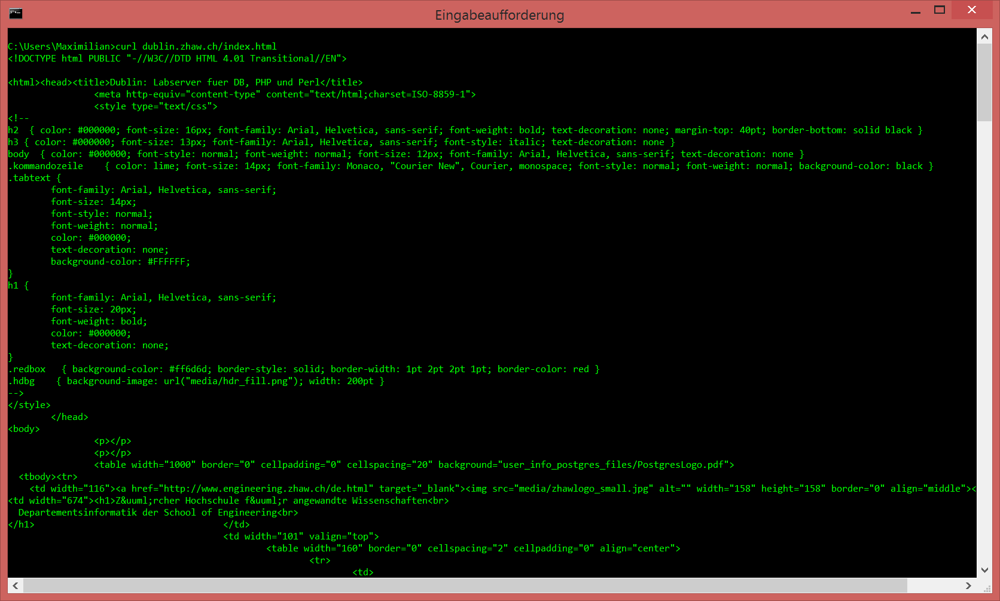 Eingabeaufforderung
C:\Users\Maximilian>curl dublin.zhaw.ch/index.html
<!DOCTYPE html PUBLIC "-//W3C//DTD HTML 4.01 Transitional//EN">
<html><head><title>Dublin: Labserver fuer DB, PHP und Perl</title>
<meta http-equiv="content-type" content="text/html;charset=ISO-8859-1">
<style type="text/css">
<!--
h2  { color: #000000; font-size: 16px; font-family: Arial, Helvetica, sans-serif; font-weight: bold; text-decoration: none; margin-top: 40pt; border-bottom: solid black }
h3 { color: #000000; font-size: 13px; font-family: Arial, Helvetica, sans-serif; font-style: italic; text-decoration: none }
body  { color: #000000; font-style: normal; font-weight: normal; font-size: 12px; font-family: Arial, Helvetica, sans-serif; text-decoration: none }
.kommandozeile    { color: lime; font-size: 14px; font-family: Monaco, "Courier New", Courier, monospace; font-style: normal; font-weight: normal; background-color: black }
.tabtext {
font-family: Arial, Helvetica, sans-serif;
font-size: 14px;
font-style: normal;
font-weight: normal;
color: #000000;
text-decoration: none;
background-color: #FFFFFF;
}
h1 {
font-family: Arial, Helvetica, sans-serif;
font-size: 20px;
font-weight: bold;
color: #000000;
text-decoration: none;
}
.redbox   { background-color: #ff6d6d; border-style: solid; border-width: 1pt 2pt 2pt 1pt; border-color: red }
.hdbg    { background-image: url("media/hdr_fill.png"); width: 200pt }
-->
</style>
</head>
<body>
<p></p>
<p></p>
<table width="1000" border="0" cellpadding="0" cellspacing="20" background="user_info_postgres_files/PostgresLogo.pdf">
<tbody><tr>
<td width="116"><a href="http://www.engineering.zhaw.ch/de.html" target="_blank"><img src="media/zhawlogo_small.jpg" alt="" width="158" height="158" border="0" align="middle"><
<td width="674"><h1>Z&uuml;rcher Hochschule f&uuml;r angewandte Wissenschaften<br>
Departementsinformatik der School of Engineering<br>
</h1>                                   </td>
<td width="101" valign="top">
<table width="160" border="0" cellspacing="2" cellpadding="0" align="center">
<tr>
<td>